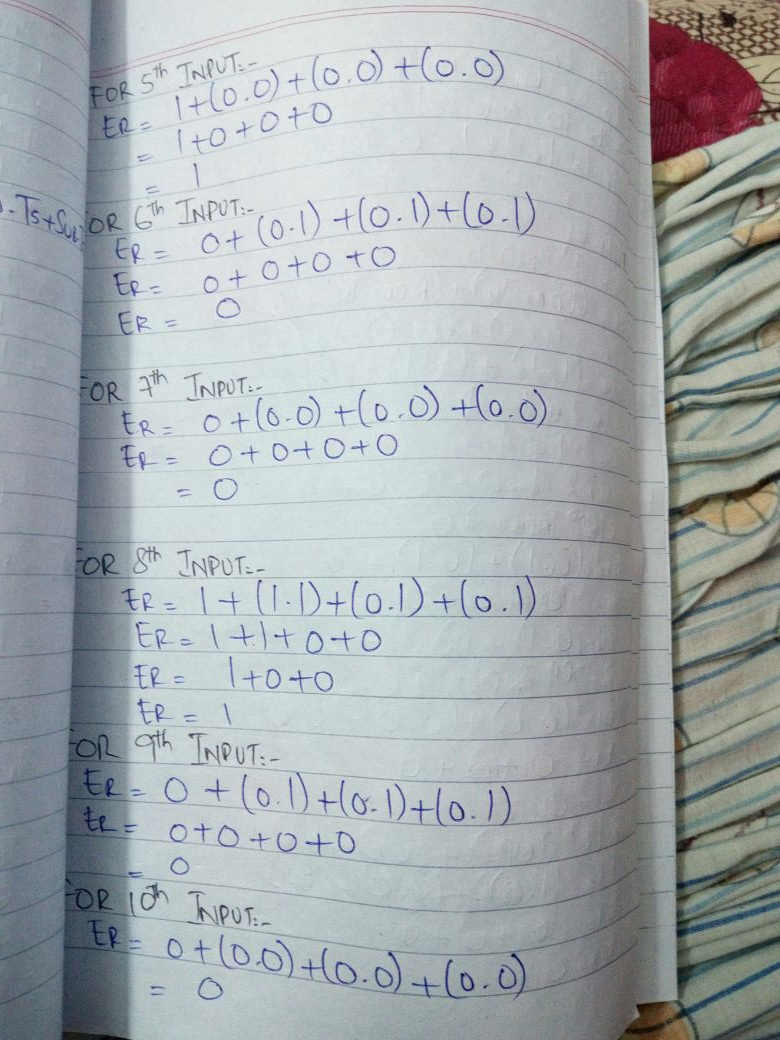 FOR 5th INPUT:-
ER = 1+(0.0)+(0.0)+(0.0)
= 1+0+0+0
= 1
OR 6th INPUT:-
ER = 0+(0.1)+(0.1)+(0.1)
ER = 0+0+0+0
ER = 0
FOR 7th INPUT:-
ER = 0+(0.0)+(0.0)+(0.0)
ER = 0+0+0+0
= 0
FOR 8th INPUT:-
ER = 1+(1.1)+(0.1)+(0.1)
ER = 1+1+0+0
ER = 1+0+0
ER = 1
FOR 9th INPUT:-
ER = 0+(0.1)+(0.1)+(0.1)
ER = 0+0+0+0
= 0
FOR 10th INPUT:-
ER = 0+(0.0)+(0.0)+(0.0)
= 0